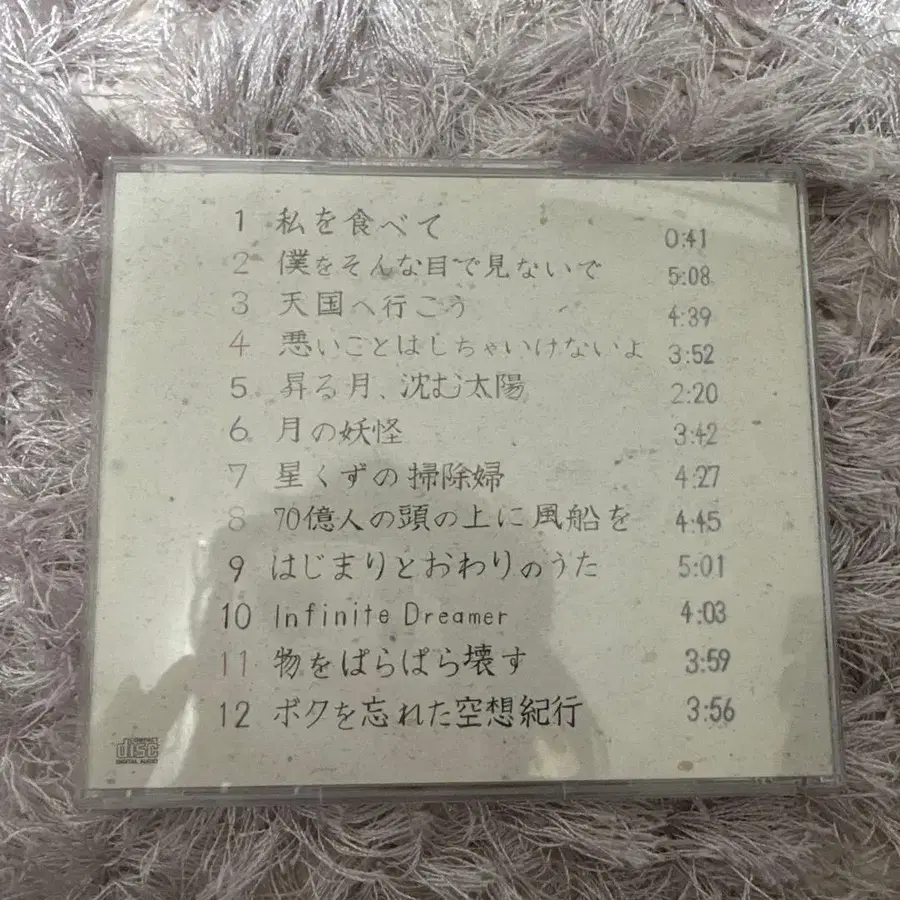 1 私を食べて 0:41
2 僕をそんな目で見ないで 5:08
3 天国へ行こう 4:39
4 悪いことはしちゃいけないよ 3:52
5 昇る月、沈む太陽 2:20
6 月の妖怪 3:42
7 星くずの掃除婦 4:27
8 70億人の頭の上に風船を 4:45
9 はじまりとおわりのうた 5:01
10 Infinite Dreamer 4:03
11 物をばらばら壊す 3:59
12 ボクを忘れた空想紀行 3:56
COMPACT
disc
DIGITAL AUDIO